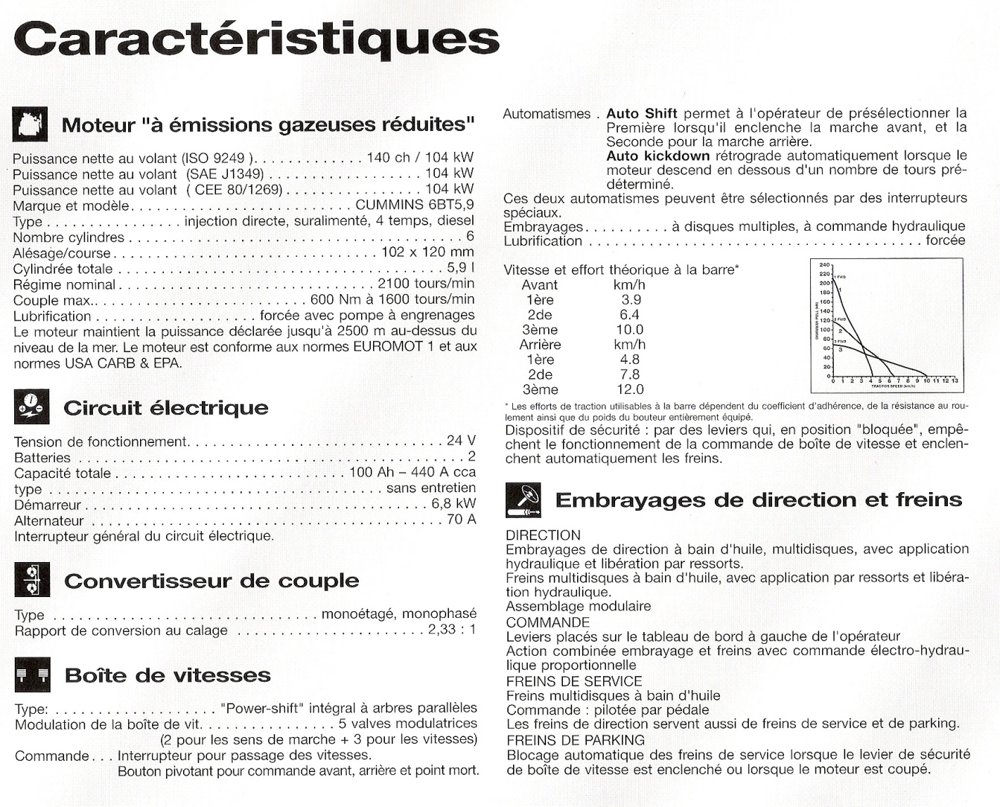 Caractéristiques
Moteur "à émissions gazeuses réduites"
Puissance nette au volant (ISO 9249 ). . . . . . . . . . . . . 140 ch / 104 kW
Puissance nette au volant (SAE J1349) . . . . . . . . . . . . . . . . . . 104 kW
Puissance nette au volant ( CEE 80/1269) . . . . . . . . . . . . . . . . 104 kW
Marque et modèle. . . . . . . . . . . . . . . . . . . . . . . . . . CUMMINS 6BT5,9
Type . . . . . . . . . . . . . . . . injection directe, suralimenté, 4 temps, diesel
Nombre cylindres . . . . . . . . . . . . . . . . . . . . . . . . . . . . . . . . . . . . . . . 6
Alésage/course . . . . . . . . . . . . . . . . . . . . . . . . . . . . . . . 102 x 120 mm
Cylindrée totale . . . . . . . . . . . . . . . . . . . . . . . . . . . . . . . . . . . . . . 5,9 l
Régime nominal . . . . . . . . . . . . . . . . . . . . . . . . . . . . . . 2100 tours/min
Couple max.. . . . . . . . . . . . . . . . . . . . . . . . . 600 Nm à 1600 tours/min
Lubrification . . . . . . . . . . . . . . . . . . . forcée avec pompe à engrenages
Le moteur maintient la puissance déclarée jusqu'à 2500 m au-dessus du
niveau de la mer. Le moteur est conforme aux normes EUROMOT 1 et aux
normes USA CARB & EPA.
Circuit électrique
Tension de fonctionnement. . . . . . . . . . . . . . . . . . . . . . . . . . . . . . 24 V
Batteries . . . . . . . . . . . . . . . . . . . . . . . . . . . . . . . . . . . . . . . . . . . . . 2
Capacité totale . . . . . . . . . . . . . . . . . . . . . . . . . . . 100 Ah – 440 A cca
type . . . . . . . . . . . . . . . . . . . . . . . . . . . . . . . . . . . . . . . sans entretien
Démarreur . . . . . . . . . . . . . . . . . . . . . . . . . . . . . . . . . . . . . . . . 6,8 kW
Alternateur . . . . . . . . . . . . . . . . . . . . . . . . . . . . . . . . . . . . . . . . . 70 A
Interrupteur général du circuit électrique.
Convertisseur de couple
Type . . . . . . . . . . . . . . . . . . . . . . . . . . . . . . . monoétagé, monophasé
Rapport de conversion au calage . . . . . . . . . . . . . . . . . . . . . . 2,33 : 1
Boîte de vitesses
Type: . . . . . . . . . . . . . . . . . . . "Power-shift" intégral à arbres parallèles
Modulation de la boîte de vit. . . . . . . . . . . . . . . . 5 valves modulatrices
(2 pour les sens de marche + 3 pour les vitesses)
Commande . . . Interrupteur pour passage des vitesses.
Bouton pivotant pour commande avant, arrière et point mort.
Automatismes . Auto Shift permet à l'opérateur de présélectionner la
Première lorsqu'il enclenche la marche avant, et la
Seconde pour la marche arrière.
Auto kickdown rétrograde automatiquement lorsque le
moteur descend en dessous d'un nombre de tours pré-
déterminé.
Ces deux automatismes peuvent être sélectionnés par des interrupteurs
spéciaux.
Embrayages . . . . . . . . . . à disques multiples, à commande hydraulique
Lubrification . . . . . . . . . . . . . . . . . . . . . . . . . . . . . . . . . . . . . . . forcée
Vitesse et effort théorique à la barre*
Avant km/h
1ère 3.9
2de 6.4
3ème 10.0
Arrière km/h
1ère 4.8
2de 7.8
3ème 12.0
240
220
200
180
160
140
120
100
80
60
40
20
0
DRAWBAR PULL (kN)
1 FWD
1
2 FWD
2
3 FWD
3
0 1 2 3 4 5 6 7 8 9 10 11 12 13
TRACTOR SPEED (km/h)
* Les efforts de traction utilisables à la barre dépendent du coefficient d'adhérence, de la résistance au rou-
lement ainsi que du poids du bouteur entièrement équipé.
Dispositif de sécurité : par des leviers qui, en position "bloquée", empê-
chent le fonctionnement de la commande de boîte de vitesse et enclen-
chent automatiquement les freins.
Embrayages de direction et freins
DIRECTION
Embrayages de direction à bain d'huile, multidisques, avec application
hydraulique et libération par ressorts.
Freins multidisques à bain d'huile, avec application par ressorts et libéra-
tion hydraulique.
Assemblage modulaire
COMMANDE
Leviers placés sur le tableau de bord à gauche de l'opérateur
Action combinée embrayage et freins avec commande électro-hydrau-
lique proportionnelle
FREINS DE SERVICE
Freins multidisques à bain d'huile
Commande : pilotée par pédale
Les freins de direction servent aussi de freins de service et de parking.
FREINS DE PARKING
Blocage automatique des freins de service lorsque le levier de sécurité
de boîte de vitesse est enclenché ou lorsque le moteur est coupé.